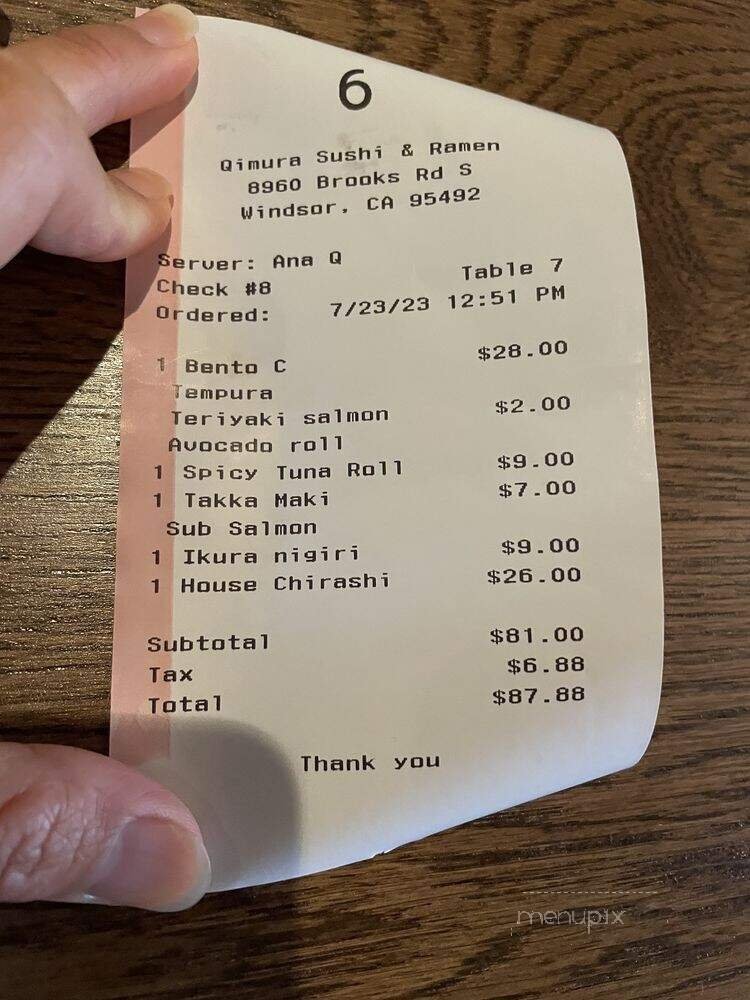 6
Qimura Sushi & Ramen
8960 Brooks Rd S
Windsor, CA 95492
Server: Ana Q
Check #8 Table 7
Ordered: 7/23/23 12:51 PM
1 Bento C $28.00
Tempura
Teriyaki salmon $2.00
Avocado roll
1 Spicy Tuna Roll $9.00
1 Takka Maki $7.00
Sub Salmon
1 Ikura nigiri $9.00
1 House Chirashi $26.00
Subtotal $81.00
Tax $6.88
Total $87.88
Thank you
menupix